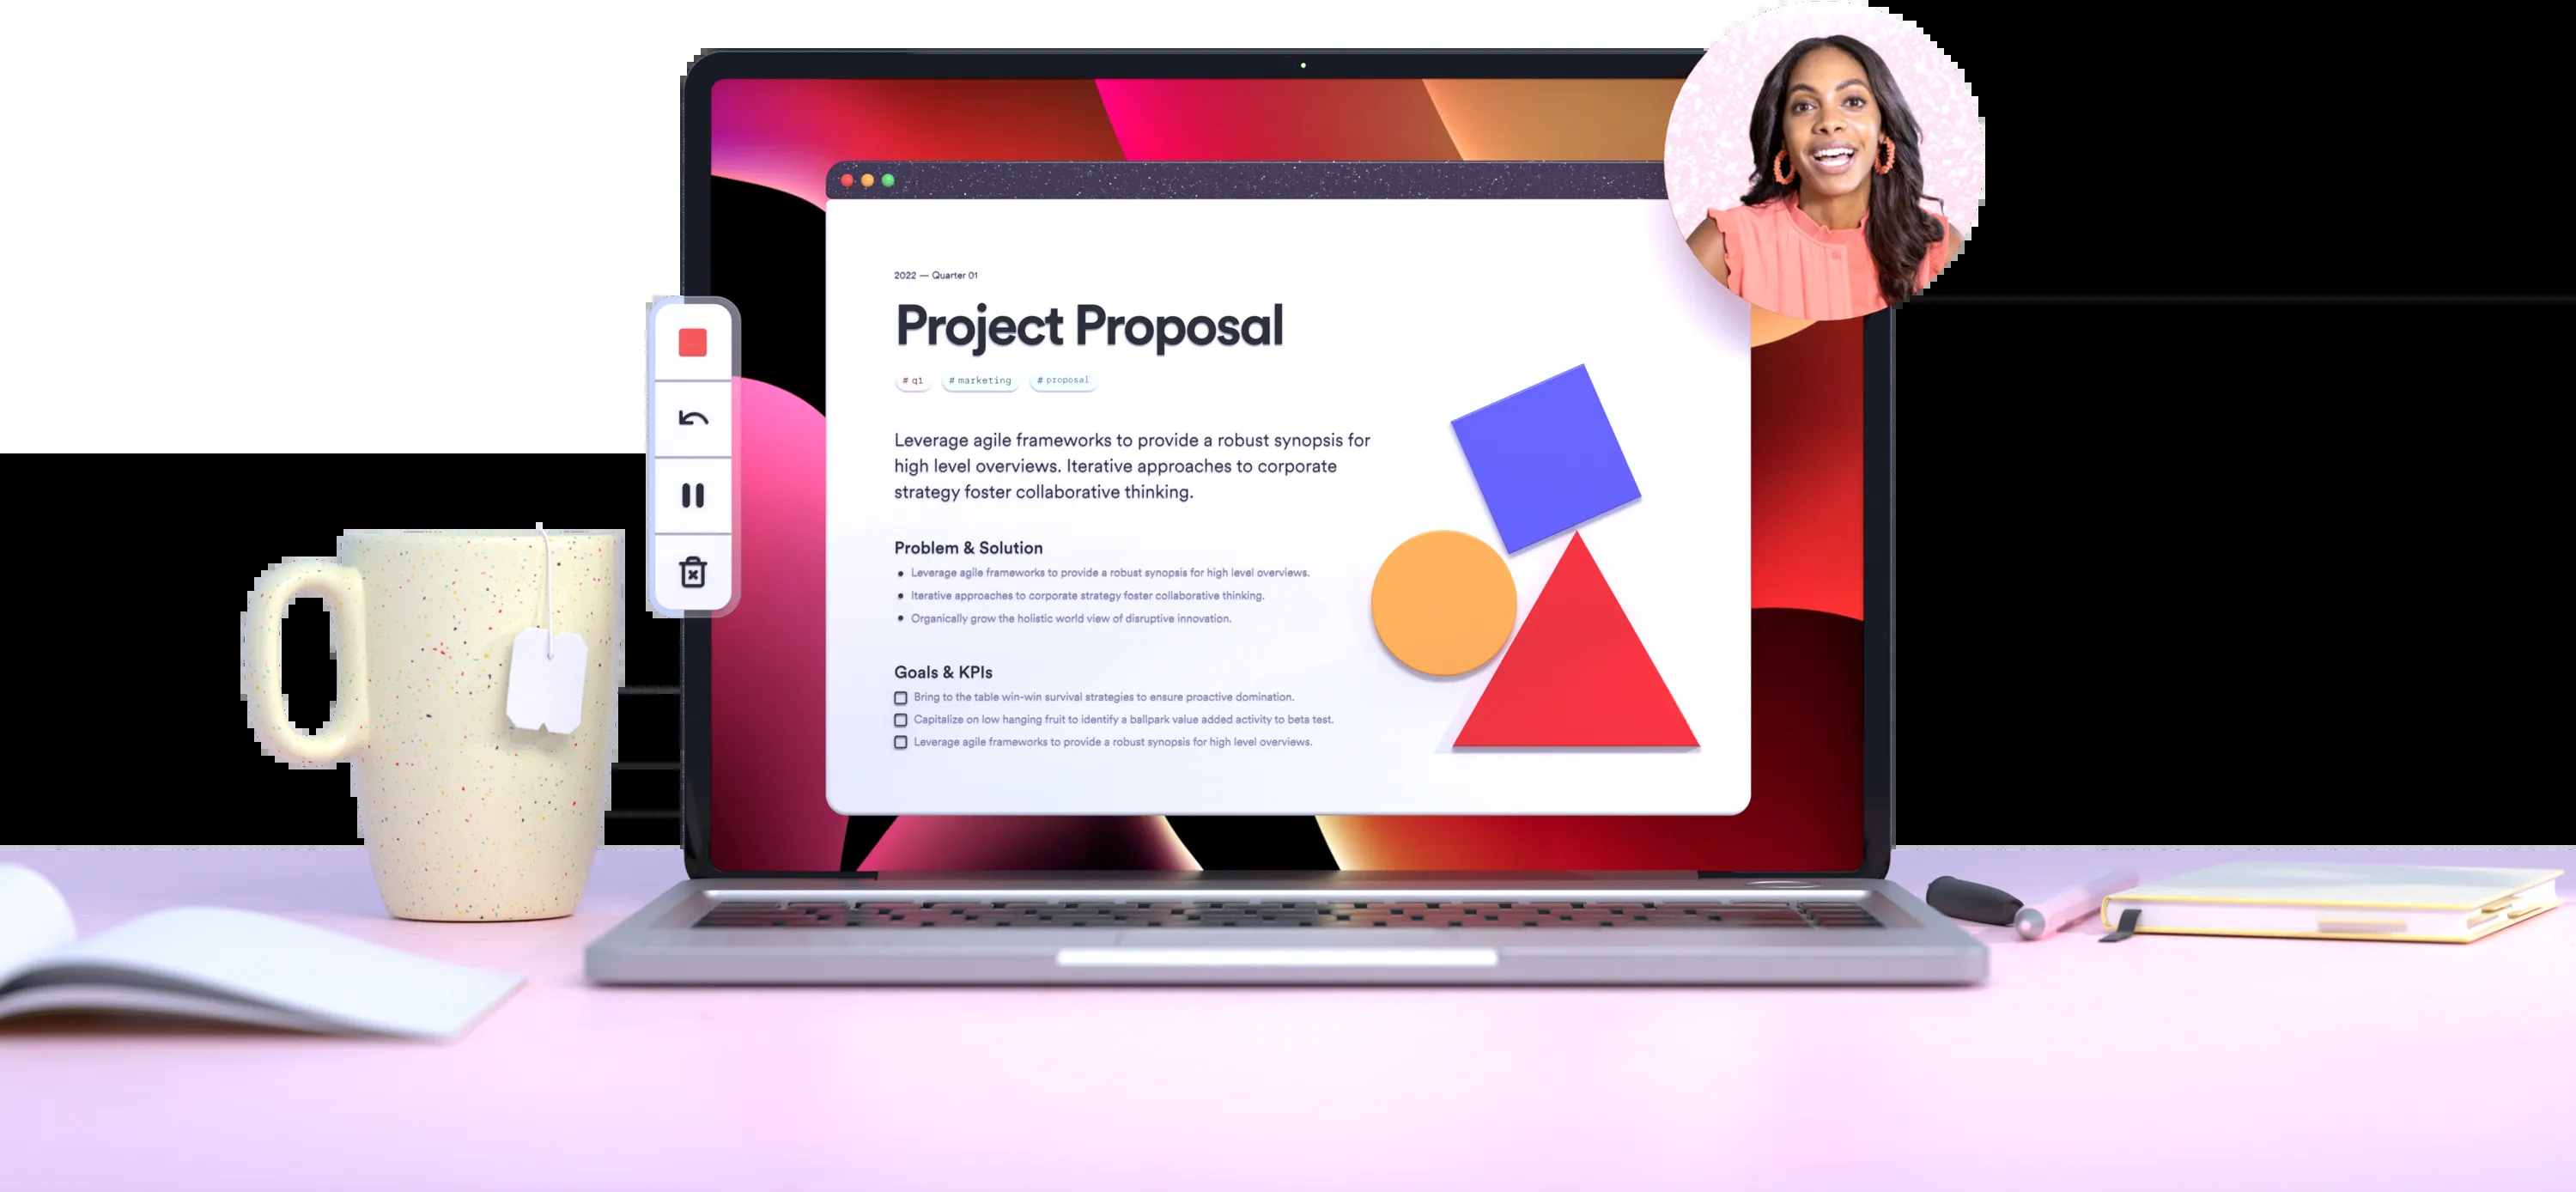 2022 — Quarter 01
Project Proposal
# q1 # marketing # proposal
Leverage agile frameworks to provide a robust synopsis for
high level overviews. Iterative approaches to corporate
strategy foster collaborative thinking.
Problem & Solution
Leverage agile frameworks to provide a robust synopsis for high level overviews.
Iterative approaches to corporate strategy foster collaborative thinking.
Organically grow the holistic world view of disruptive innovation.
Goals & KPIs
Bring to the table win-win survival strategies to ensure proactive domination.
Capitalize on low hanging fruit to identify a ballpark value added activity to beta test.
Leverage agile frameworks to provide a robust synopsis for high level overviews.